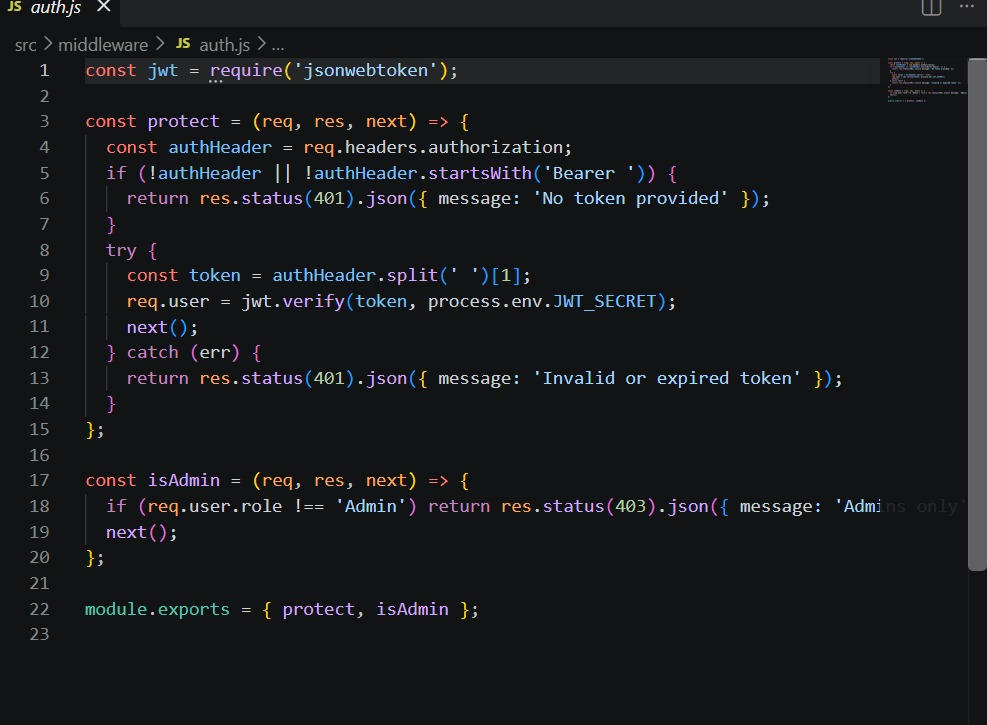 JS auth.js ×
src > middleware > JS auth.js > ...
1 const jwt = require('jsonwebtoken');
2
3 const protect = (req, res, next) => {
4   const authHeader = req.headers.authorization;
5   if (!authHeader || !authHeader.startsWith('Bearer ')) {
6     return res.status(401).json({ message: 'No token provided' });
7   }
8   try {
9     const token = authHeader.split(' ')[1];
10     req.user = jwt.verify(token, process.env.JWT_SECRET);
11     next();
12   } catch (err) {
13     return res.status(401).json({ message: 'Invalid or expired token' });
14   }
15 };
16
17 const isAdmin = (req, res, next) => {
18   if (req.user.role !== 'Admin') return res.status(403).json({ message: 'Admins only'
19   next();
20 };
21
22 module.exports = { protect, isAdmin };
23